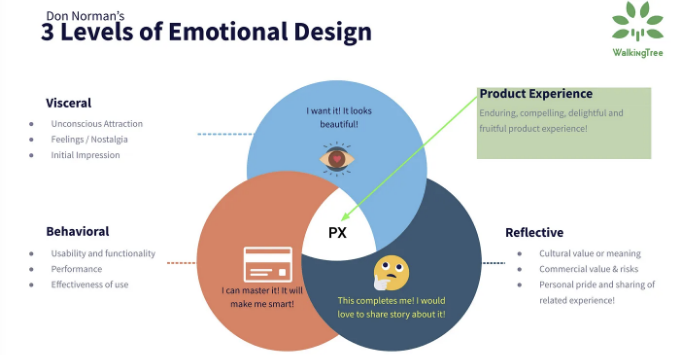 Don Norman's
3 Levels of Emotional Design
WalkingTree
Visceral
● Unconscious Attraction
● Feelings / Nostalgia
● Initial Impression
I want it! It looks
beautiful!
Product Experience
Enduring, compelling, delightful and
fruitful product experience!
PX
Behavioral
● Usability and functionality
● Performance
● Effectiveness of use
I can master it! It will
make me smart!
This completes me! I would
love to share story about it!
Reflective
● Cultural value or meaning
● Commercial value & risks
● Personal pride and sharing of
related experience!